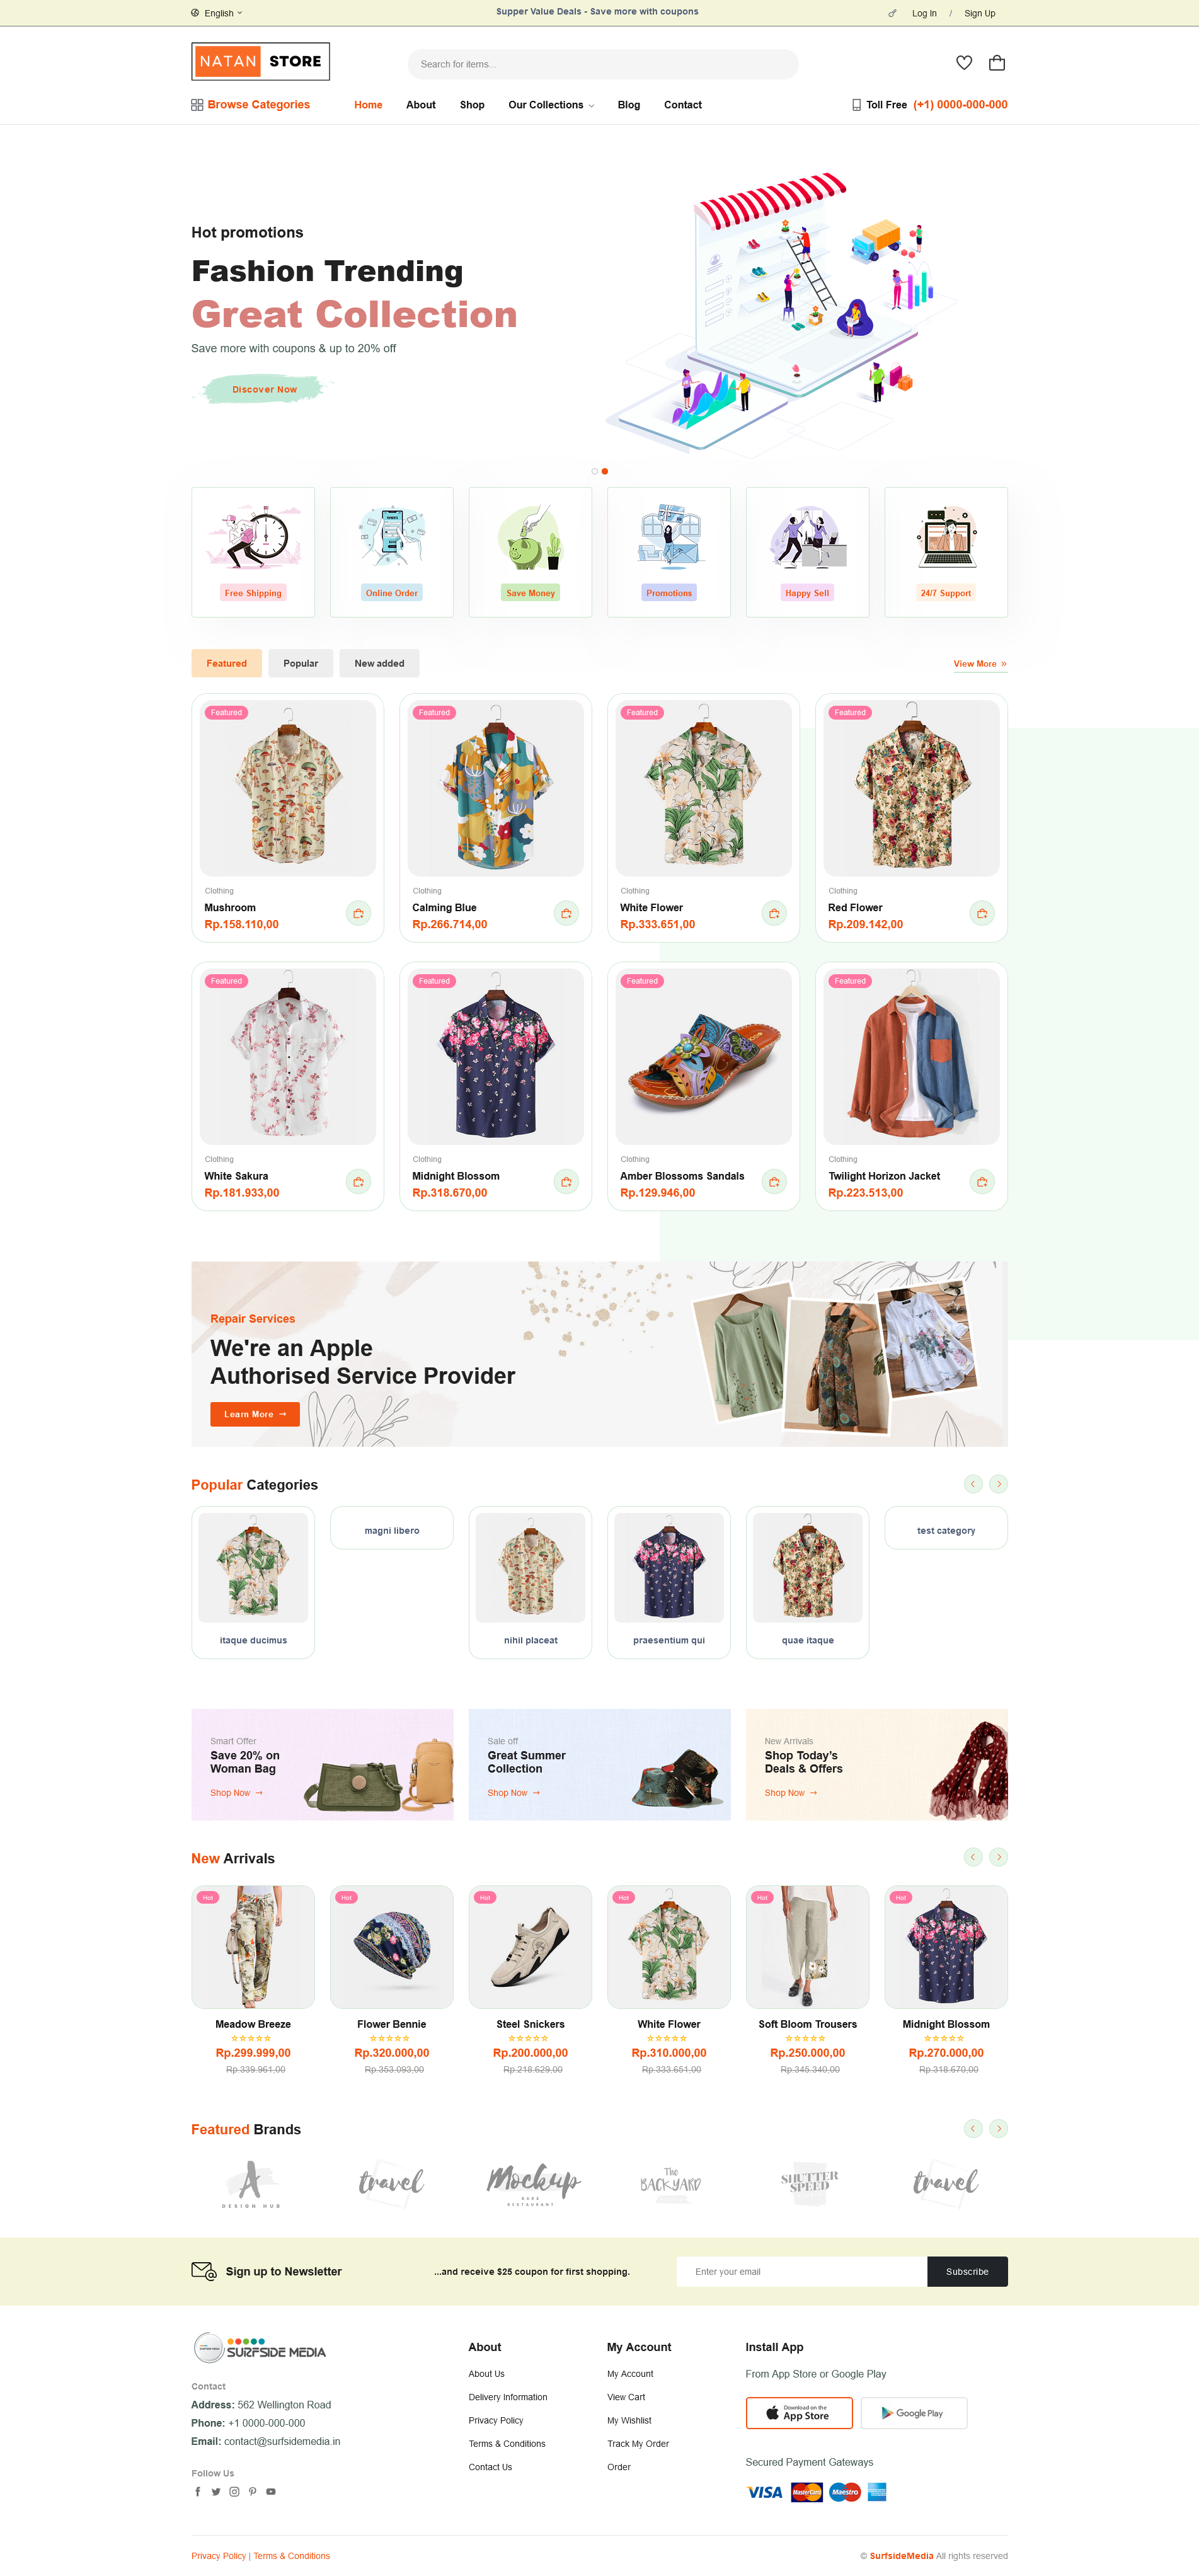 English
Supper Value Deals - Save more with coupons
Log In / Sign Up
NATAN STORE
Search for items...
Browse Categories
Home About Shop Our Collections Blog Contact
Toll Free (+1) 0000-000-000
Hot promotions
Fashion Trending
Great Collection
Save more with coupons & up to 20% off
Discover Now
Free Shipping
Online Order
Save Money
Promotions
Happy Sell
24/7 Support
Featured Popular New added
View More »
Featured
Clothing
Mushroom
Rp.158.110,00
Featured
Clothing
Calming Blue
Rp.266.714,00
Featured
Clothing
White Flower
Rp.333.651,00
Featured
Clothing
Red Flower
Rp.209.142,00
Featured
Clothing
White Sakura
Rp.181.933,00
Featured
Clothing
Midnight Blossom
Rp.318.670,00
Featured
Clothing
Amber Blossoms Sandals
Rp.129.946,00
Featured
Clothing
Twilight Horizon Jacket
Rp.223.513,00
Repair Services
We're an Apple
Authorised Service Provider
Learn More →
Popular Categories
itaque ducimus
magni libero
nihil placeat
praesentium qui
quae itaque
test category
Smart Offer
Save 20% on
Woman Bag
Shop Now →
Sale off
Great Summer
Collection
Shop Now →
New Arrivals
Shop Today's
Deals & Offers
Shop Now →
New Arrivals
Hot
Meadow Breeze
Rp.299.999,00
Rp.339.961,00
Hot
Flower Bennie
Rp.320.000,00
Rp.353.093,00
Hot
Steel Snickers
Rp.200.000,00
Rp.218.629,00
Hot
White Flower
Rp.310.000,00
Rp.333.651,00
Hot
Soft Bloom Trousers
Rp.250.000,00
Rp.345.340,00
Hot
Midnight Blossom
Rp.270.000,00
Rp.318.670,00
Featured Brands
A
DESIGN HUB
travel
Mockup
RESTAURANT
The
BACKYARD
SHUTTER
SPEED
travel
Sign up to Newsletter
...and receive $25 coupon for first shopping.
Enter your email
Subscribe
SURFSIDE MEDIA
Contact
Address: 562 Wellington Road
Phone: +1 0000-000-000
Email: contact@surfsidemedia.in
Follow Us
About
About Us
Delivery Information
Privacy Policy
Terms & Conditions
Contact Us
My Account
My Account
View Cart
My Wishlist
Track My Order
Order
Install App
From App Store or Google Play
Download on the
App Store
Google Play
Secured Payment Gateways
VISA
MasterCard
Maestro
Privacy Policy | Terms & Conditions
© SurfsideMedia All rights reserved